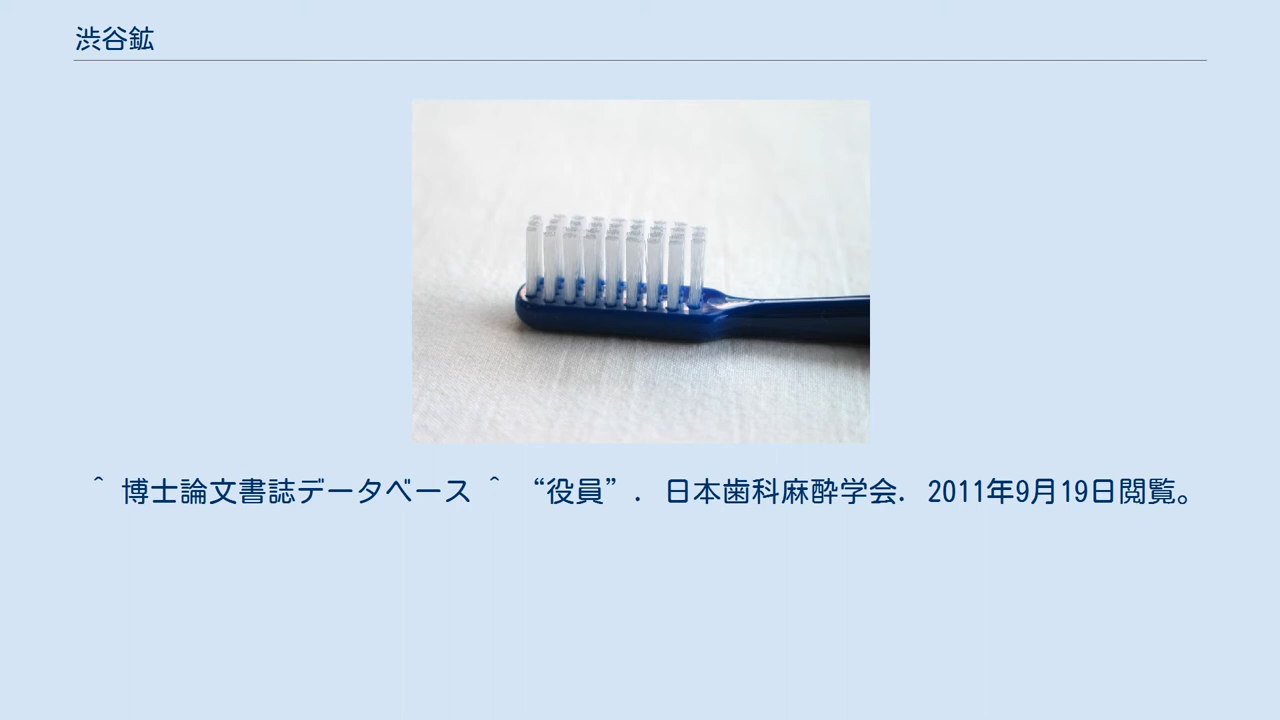 渋谷鉱
^ 博士論文書誌データベース ^ “役員”. 日本歯科麻酔学会. 2011年9月19日閲覧。